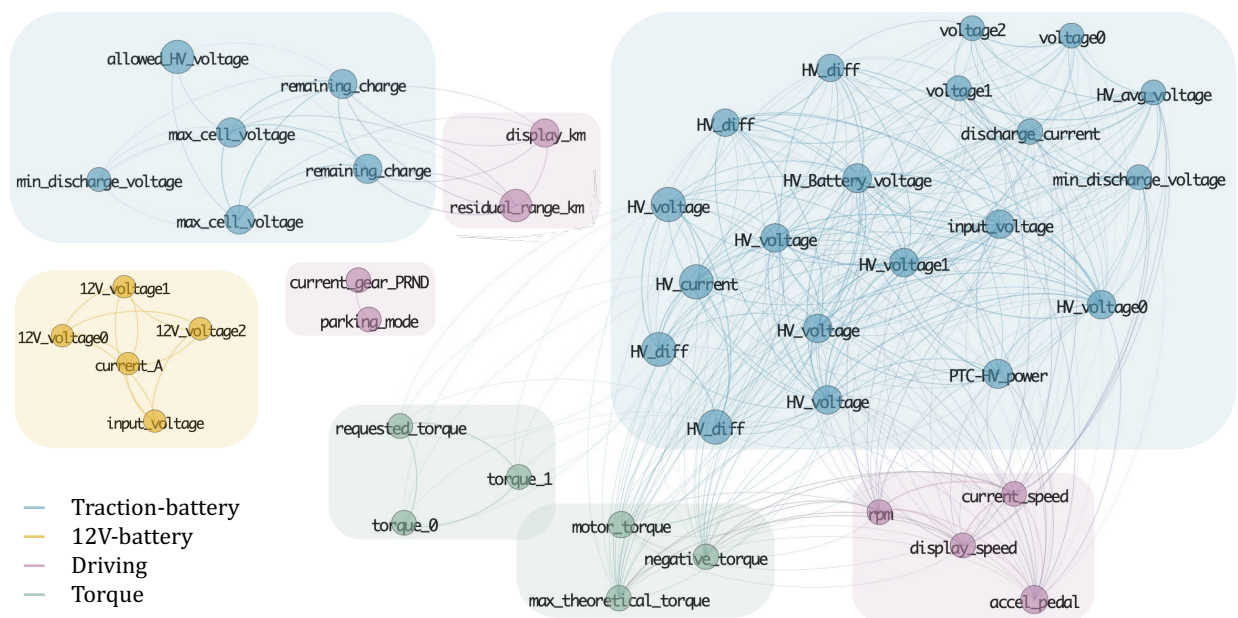 allowed_HV_voltage
remaining_charge
max_cell_voltage
remaining_charge
min_discharge_voltage
max_cell_voltage
display_km
residual_range_km
12V_voltage1
12V_voltage0
12V_voltage2
current_A
input_voltage
current_gear_PRND
parking_mode
voltage2
voltage0
HV_diff
voltage1
HV_avg_voltage
HV_diff
discharge_current
HV_Battery_voltage
min_discharge_voltage
HV_voltage
input_voltage
HV_voltage
HV_voltage1
HV_current
HV_voltage0
HV_voltage
HV_diff
PTC-HV_power
HV_voltage
HV_diff
requested_torque
torque_1
torque_0
motor_torque
negative_torque
max_theoretical_torque
current_speed
rpm
display_speed
accel_pedal
Traction-battery
12V-battery
Driving
Torque